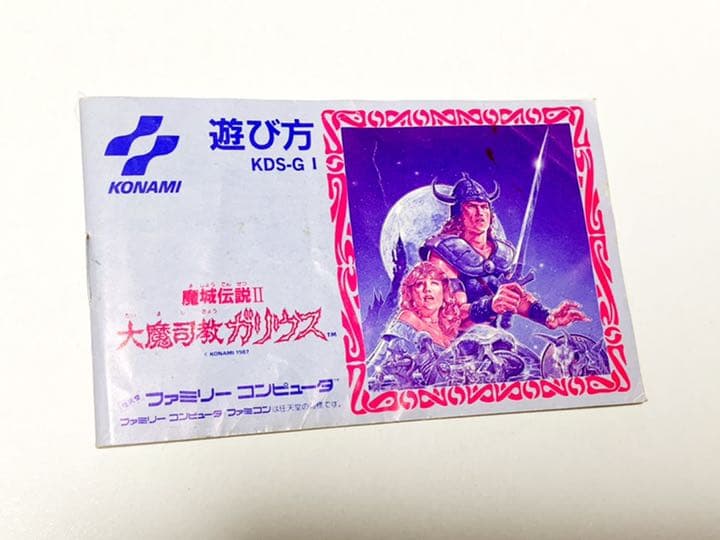 KONAMI
遊び方
KDS-G I
ま じょう でん せつ
魔城伝説II
だい ま し きょう
大魔司教ガリウス™
© KONAMI 1987
任天堂 ファミリー コンピュータ™
ファミリー コンピュータ ファミコンは任天堂の商標です。